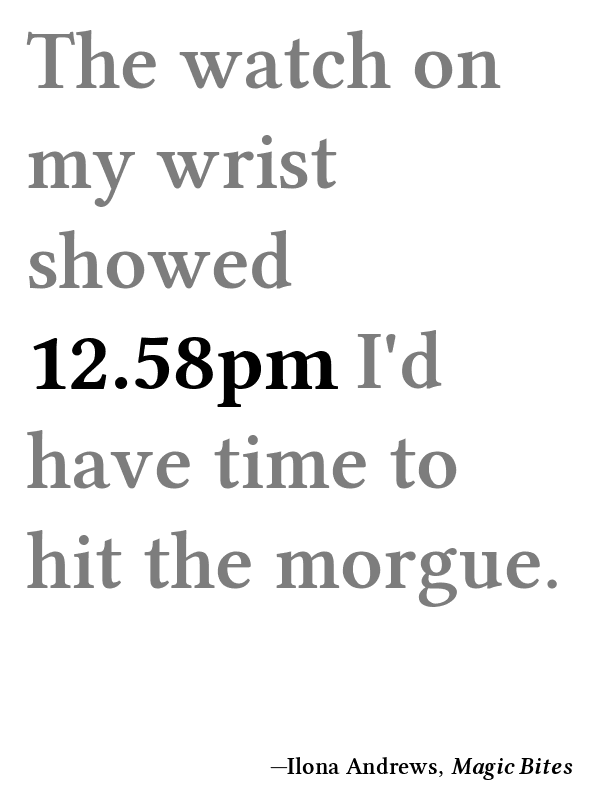 The watch on
my wrist
showed
12.58pm I'd
have time to
hit the morgue.
—Ilona Andrews, Magic Bites